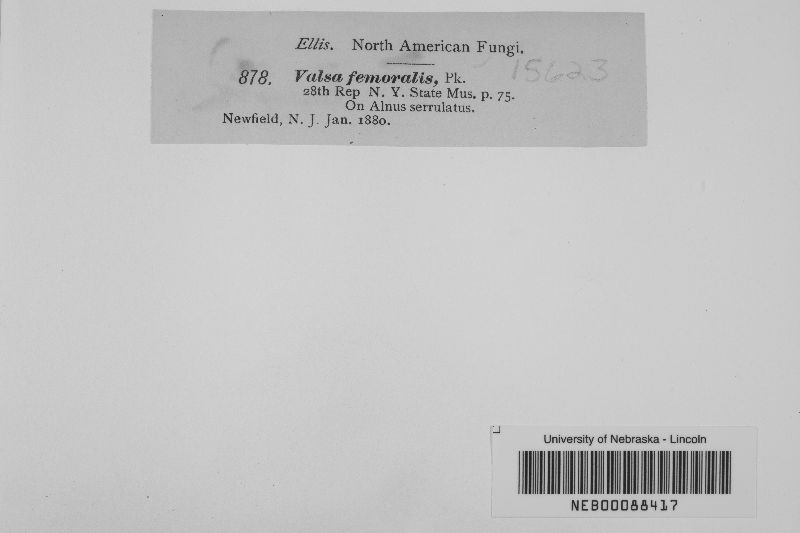 Ellis. North American Fungi.
15623
878. Valsa femoralis, Pk.
28th Rep N. Y. State Mus. p. 75.
On Alnus serrulatus.
Newfield, N. J. Jan. 1880.
University of Nebraska - Lincoln
NEB00088417